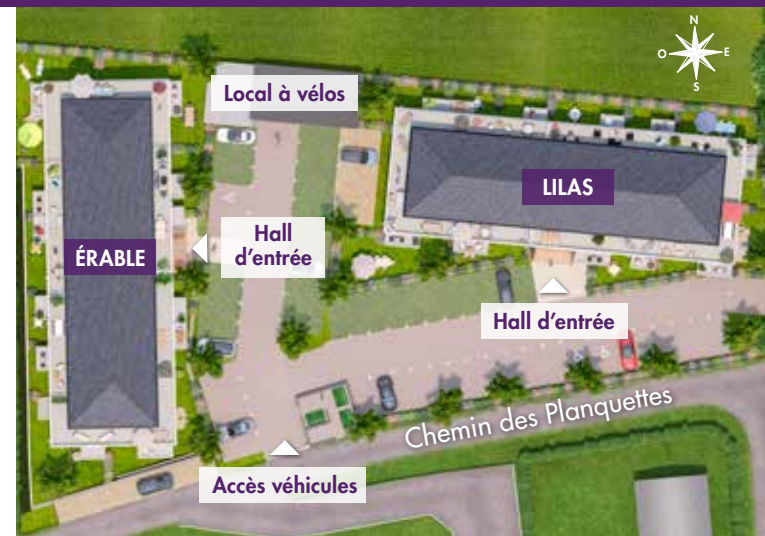 N
O
E
S
Local à vélos
LILAS
Hall
d'entrée
ÉRABLE
Hall d'entrée
Chemin des Planquettes
Accès véhicules